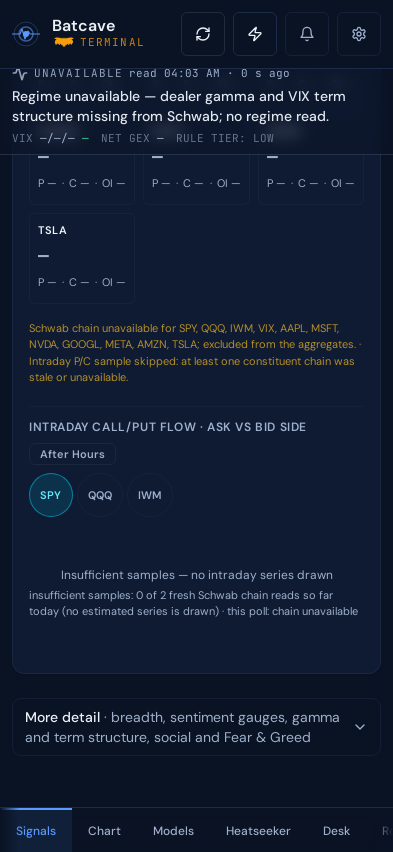 Batcave
TERMINAL
UNAVAILABLE read 04:03 AM · 0 s ago
Regime unavailable — dealer gamma and VIX term
structure missing from Schwab; no regime read.
VIX —/—/— — NET GEX — RULE TIER: LOW
— — —
P — · C — · OI — P — · C — · OI — P — · C — · OI —
TSLA
—
P — · C — · OI —
Schwab chain unavailable for SPY, QQQ, IWM, VIX, AAPL, MSFT,
NVDA, GOOGL, META, AMZN, TSLA; excluded from the aggregates. ·
Intraday P/C sample skipped: at least one constituent chain was
stale or unavailable.
INTRADAY CALL/PUT FLOW · ASK VS BID SIDE
After Hours
SPY QQQ IWM
Insufficient samples — no intraday series drawn
insufficient samples: 0 of 2 fresh Schwab chain reads so far
today (no estimated series is drawn) · this poll: chain unavailable
More detail · breadth, sentiment gauges, gamma
and term structure, social and Fear & Greed
Signals Chart Models Heatseeker Desk